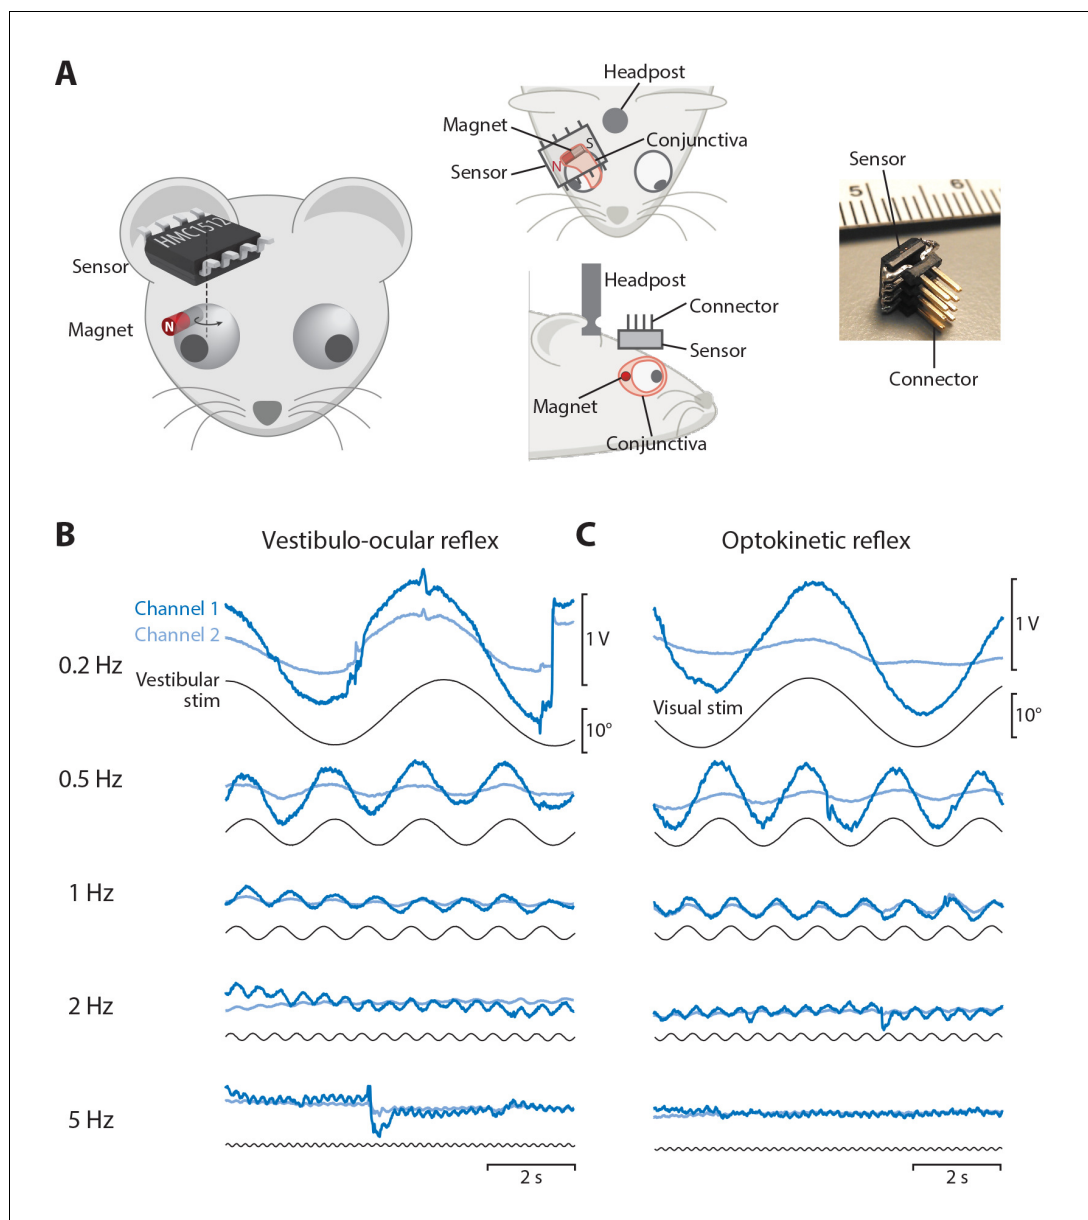 A
Headpost
Magnet
S
Conjunctiva
N
Sensor
Sensor
5
6
HMC1512
Sensor
Headpost
Connector
N
Magnet
Sensor
Magnet
Connector
Conjunctiva
B
Vestibulo-ocular reflex
C
Optokinetic reflex
Channel 1
Channel 2
1 V
1 V
0.2 Hz
Vestibular
stim
Visual stim
10°
10°
0.5 Hz
1 Hz
2 Hz
5 Hz
2 s
2 s